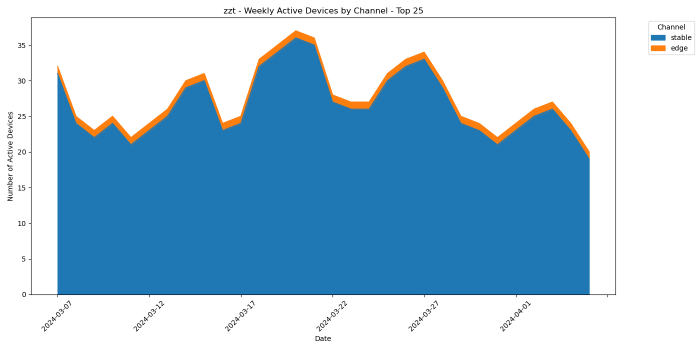 zzt - Weekly Active Devices by Channel - Top 25
Number of Active Devices
35
30
25
20
15
10
5
0
2024-03-07
2024-03-12
2024-03-17
2024-03-22
2024-03-27
2024-04-01
Date
Channel
stable
edge